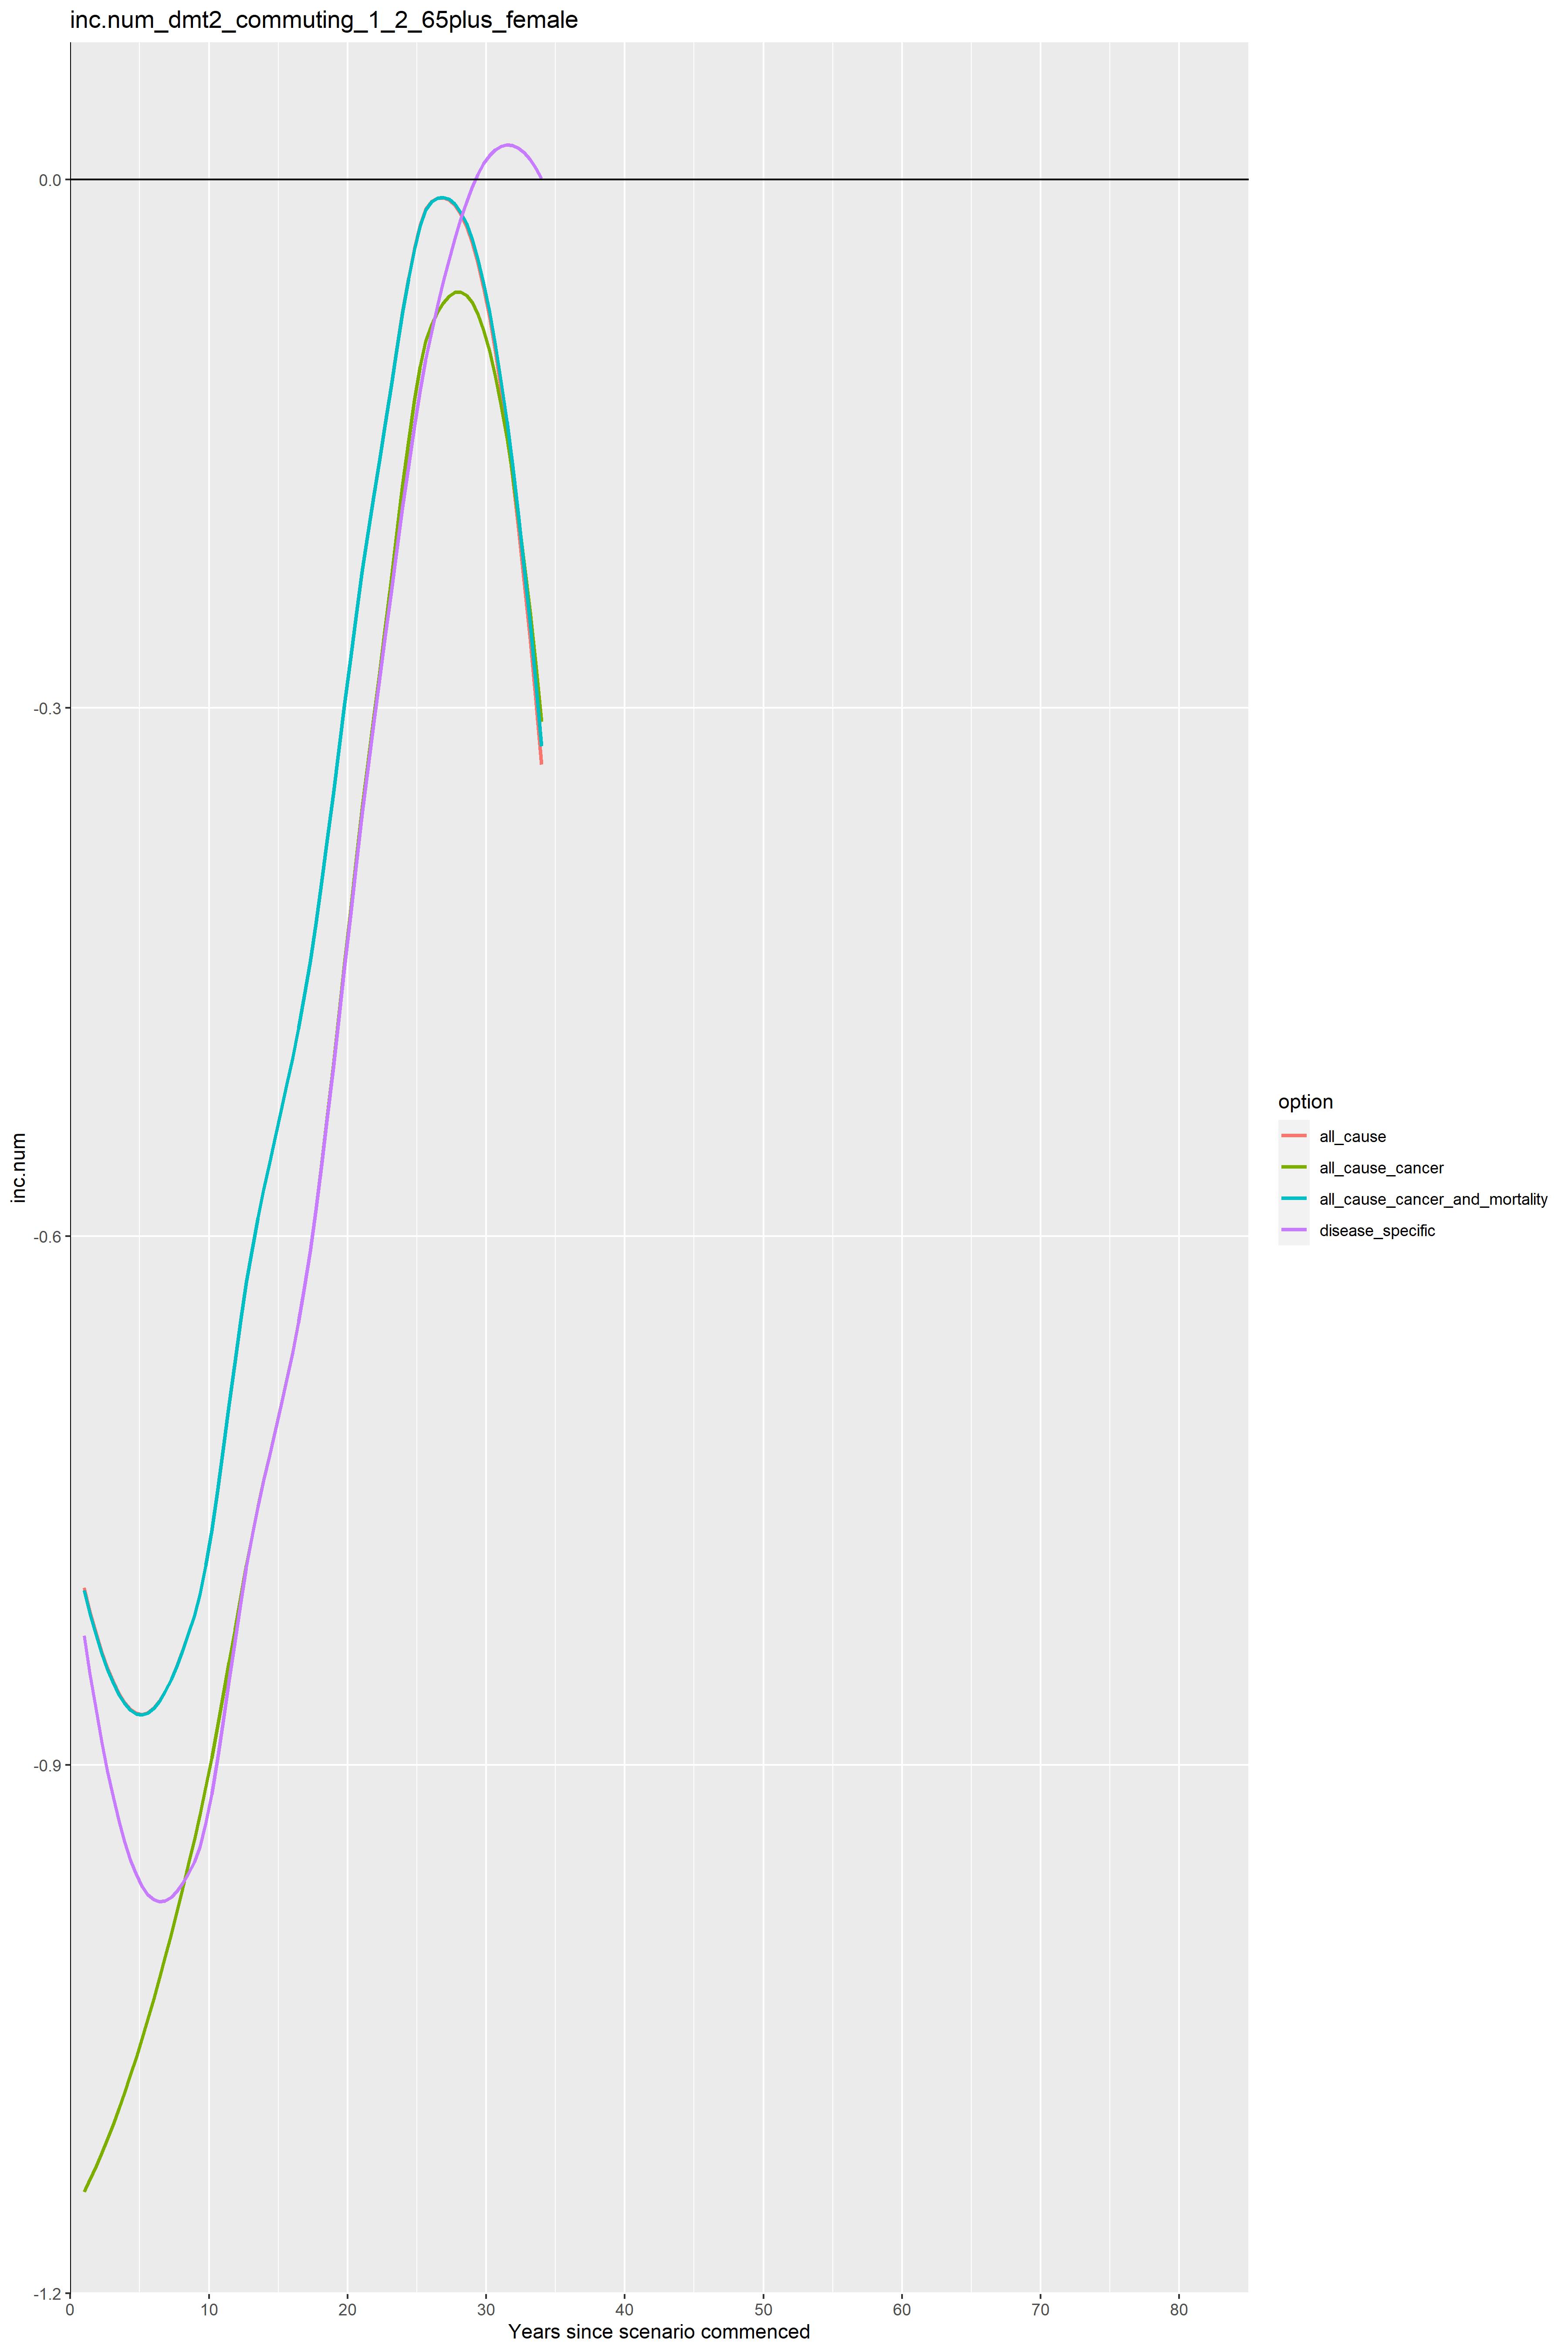 inc.num_dmt2_commuting_1_2_65plus_female
0.0
-0.3
-0.6
-0.9
-1.2
inc.num
0 10 20 30 40 50 60 70 80
Years since scenario commenced
option
all_cause
all_cause_cancer
all_cause_cancer_and_mortality
disease_specific